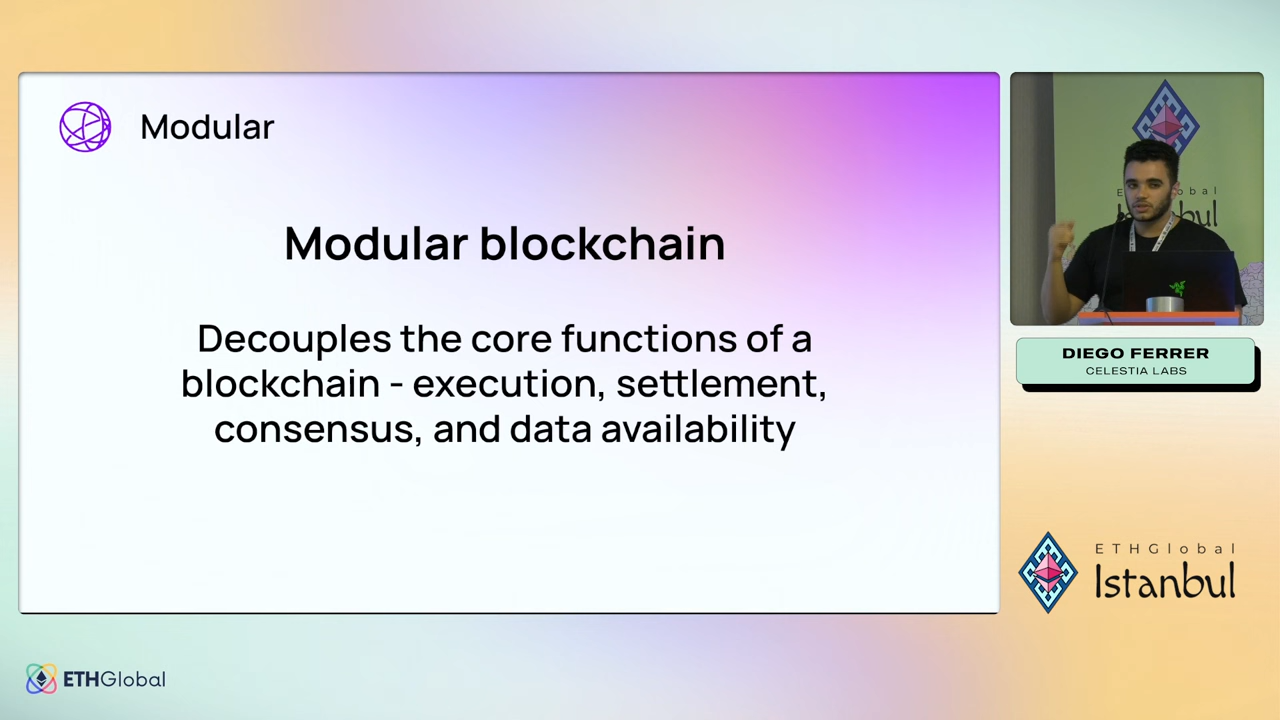 Modular
Modular blockchain
Decouples the core functions of a
blockchain - execution, settlement,
consensus, and data availability
DIEGO FERRER
CELESTIA LABS
ETHGlobal
Istanbul
ETHGlobal